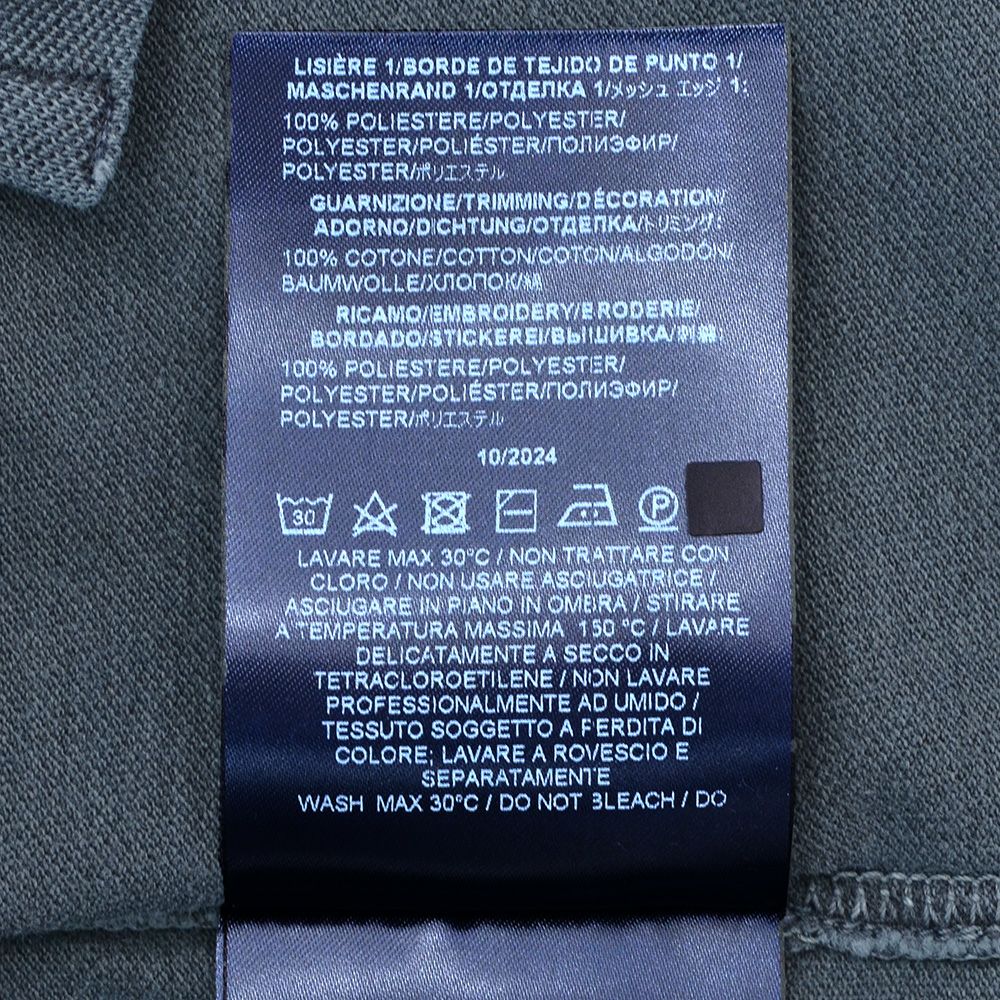 LISIÈRE 1/BORDE DE TEJIDO DE PUNTO 1/
MASCHENRAND 1/ОТДЕЛКА 1/メッシュ エッジ 1:
100% POLIESTERE/POLYESTER/
POLYESTER/POLIÉSTER/ПОЛИЭФИР/
POLYESTER/ポリエステル
GUARNIZIONE/TRIMMING/DÉCORATION/
ADORNO/DICHTUNG/ОТДЕЛКА/トリミング:
100% COTONE/COTTON/COTON/ALGODÓN/
BAUMWOLLE/ХЛОПОК/綿
RICAMO/EMBROIDERY/BRODERIE/
BORDADO/STICKEREI/ВЫШИВКА/刺繍:
100% POLIESTERE/POLYESTER/
POLYESTER/POLIÉSTER/ПОЛИЭФИР/
POLYESTER/ポリエステル
10/2024
30 P
LAVARE MAX 30°C / NON TRATTARE CON
CLORO / NON USARE ASCIUGATRICE /
ASCIUGARE IN PIANO IN OMBRA / STIRARE
A TEMPERATURA MASSIMA 150 °C / LAVARE
DELICATAMENTE A SECCO IN
TETRACLOROETILENE / NON LAVARE
PROFESSIONALMENTE AD UMIDO /
TESSUTO SOGGETTO A PERDITA DI
COLORE; LAVARE A ROVESCIO E
SEPARATAMENTE
WASH MAX 30°C / DO NOT BLEACH / DO